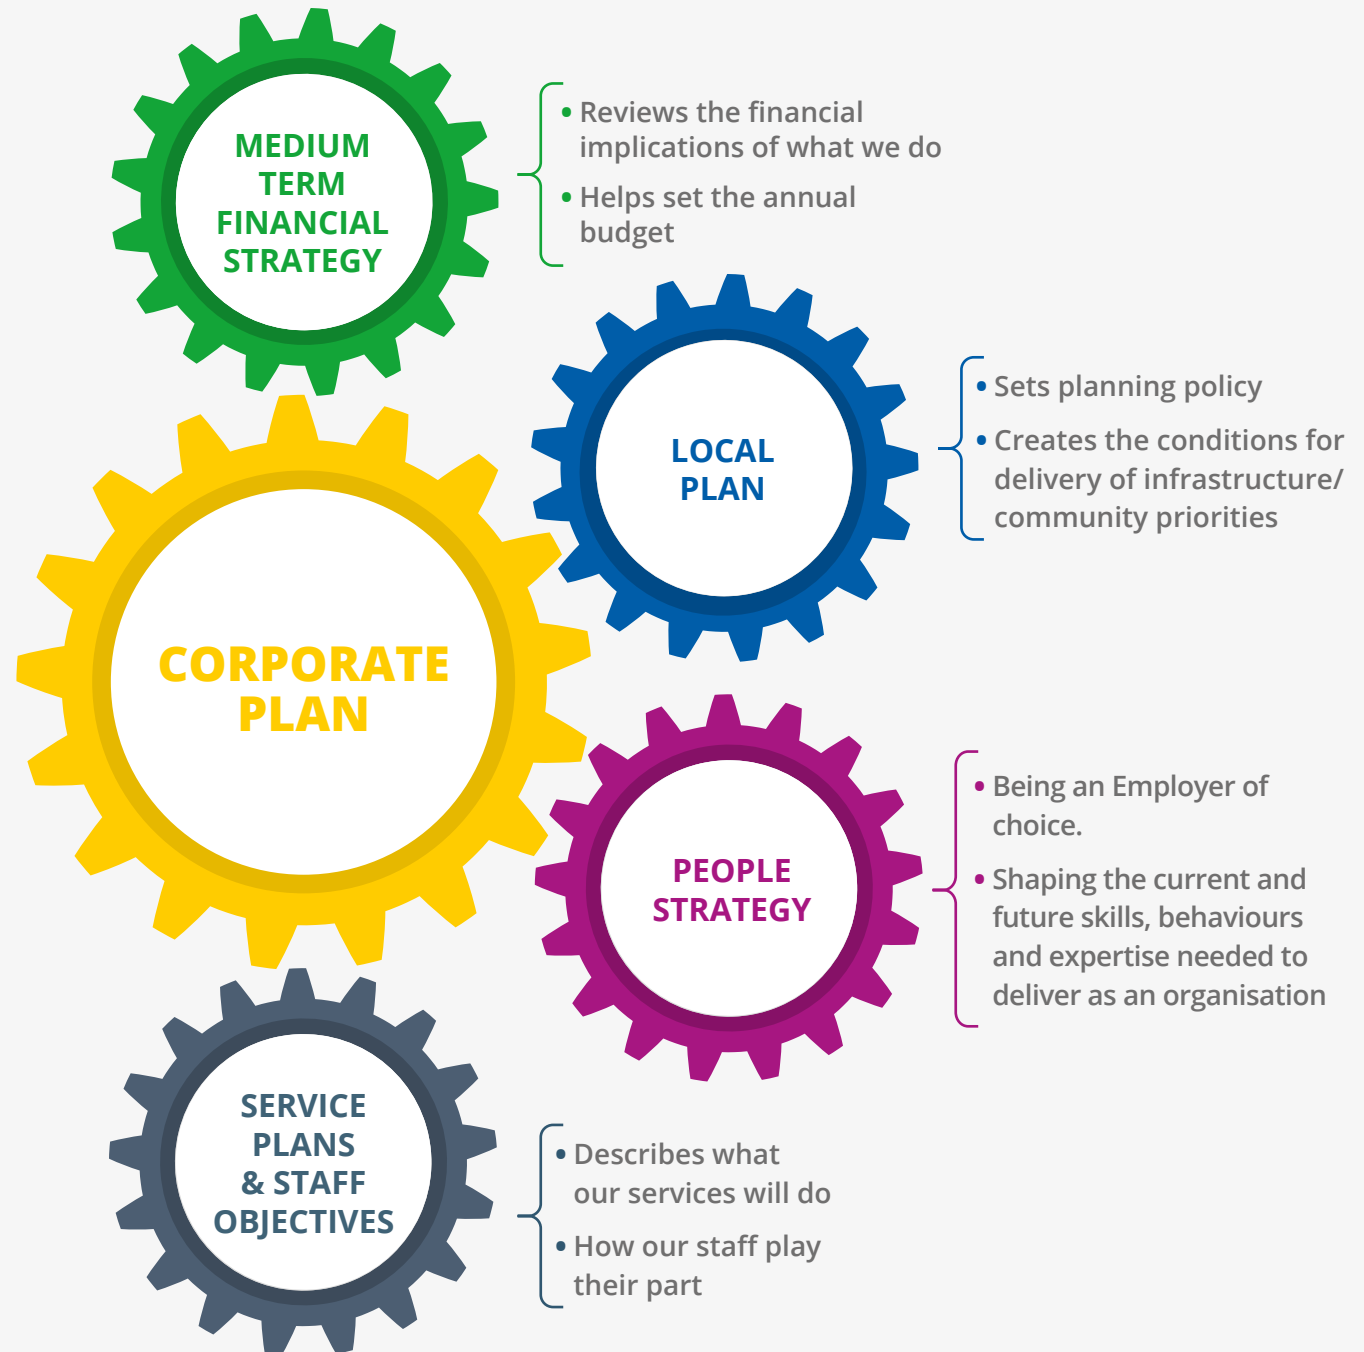 MEDIUM
TERM
FINANCIAL
STRATEGY
• Reviews the financial
implications of what we do
• Helps set the annual
budget
LOCAL
PLAN
• Sets planning policy
• Creates the conditions for
delivery of infrastructure/
community priorities
CORPORATE
PLAN
PEOPLE
STRATEGY
• Being an Employer of
choice.
• Shaping the current and
future skills, behaviours
and expertise needed to
deliver as an organisation
SERVICE
PLANS
& STAFF
OBJECTIVES
• Describes what
our services will do
• How our staff play
their part